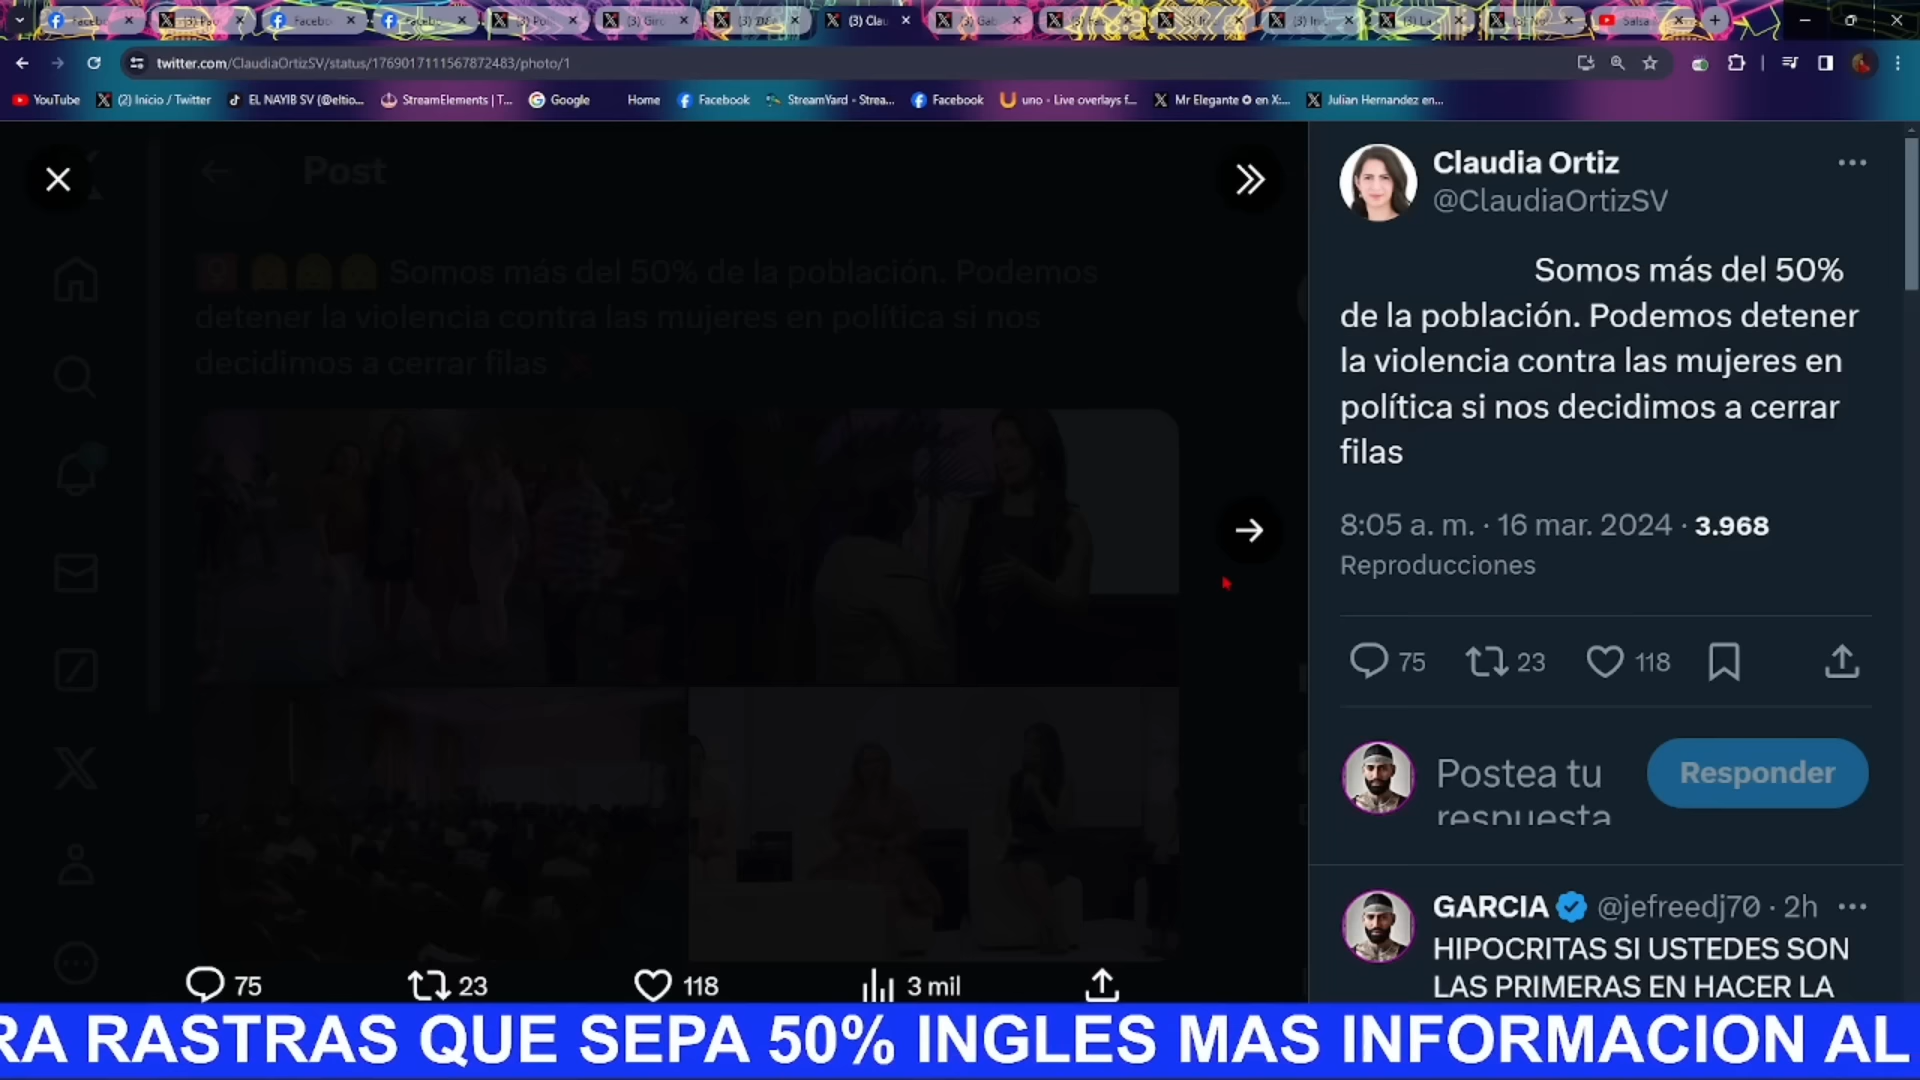 Facebo
Facebo
Facebo
(3) Cla
Salsa
twitter.com/ClaudiaOrtizSV/status/1769017111567872483/photo/1
YouTube
(2) Inicio / Twitter
EL NAYIB SV (@eltio...
StreamElements | T...
Google
Home
Facebook
StreamYard - Strea...
Facebook
uno - Live overlays f...
Mr Elegante ✪ en X:...
Julian Hernandez en...
Post
Somos más del 50% de la población. Podemos
detener la violencia contra las mujeres en política si nos
decidimos a cerrar filas
75
23
118
3 mil
Claudia Ortiz
@ClaudiaOrtizSV
Somos más del 50%
de la población. Podemos detener
la violencia contra las mujeres en
política si nos decidimos a cerrar
filas
8:05 a. m. · 16 mar. 2024 · 3.968
Reproducciones
75
23
118
Postea tu
respuesta
Responder
GARCIA @jefreedj70 · 2h
HIPOCRITAS SI USTEDES SON
LAS PRIMERAS EN HACER LA
RA RASTRAS QUE SEPA 50% INGLES MAS INFORMACION AL